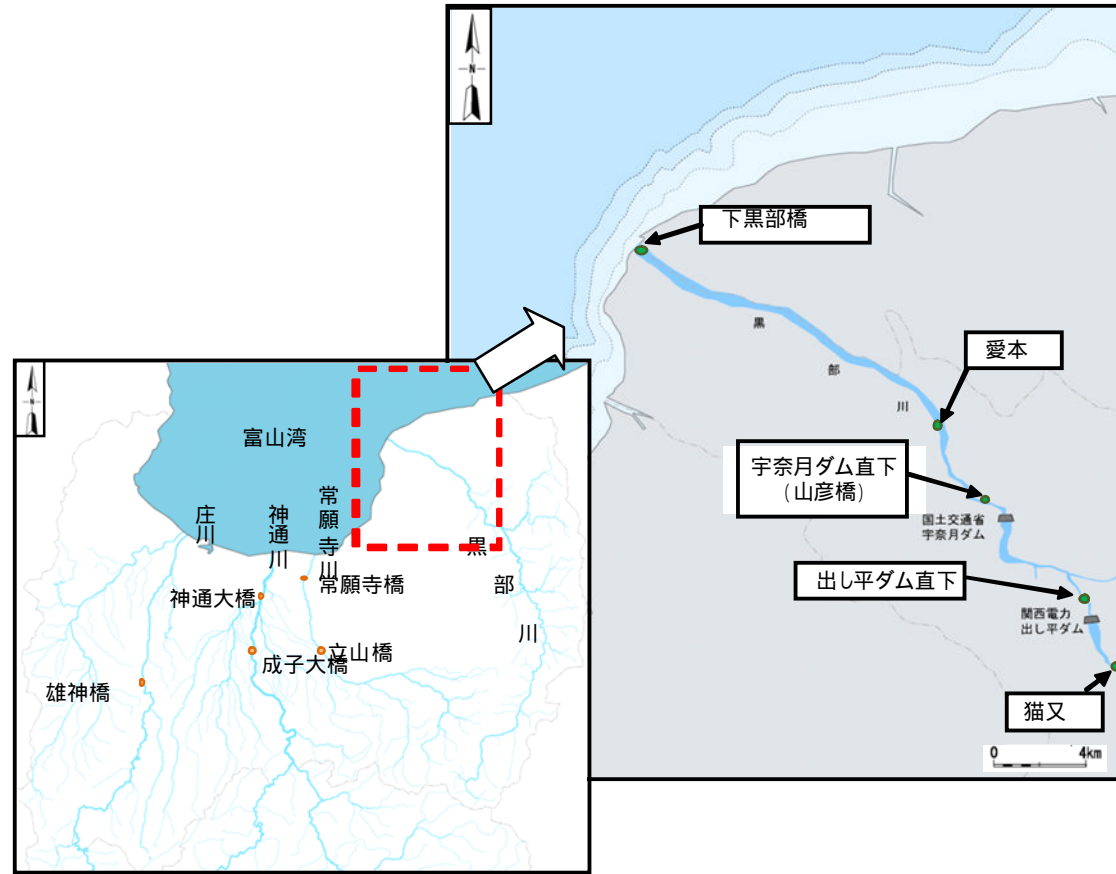 N
下黒部橋
黒
部
川
愛本
宇奈月ダム直下
(山彦橋)
国土交通省
宇奈月ダム
出し平ダム直下
関西電力
出し平ダム
猫又
0 4km
N
富山湾
庄川
神通川
常願寺川
黒
部
川
常願寺橋
神通大橋
立山橋
成子大橋
雄神橋